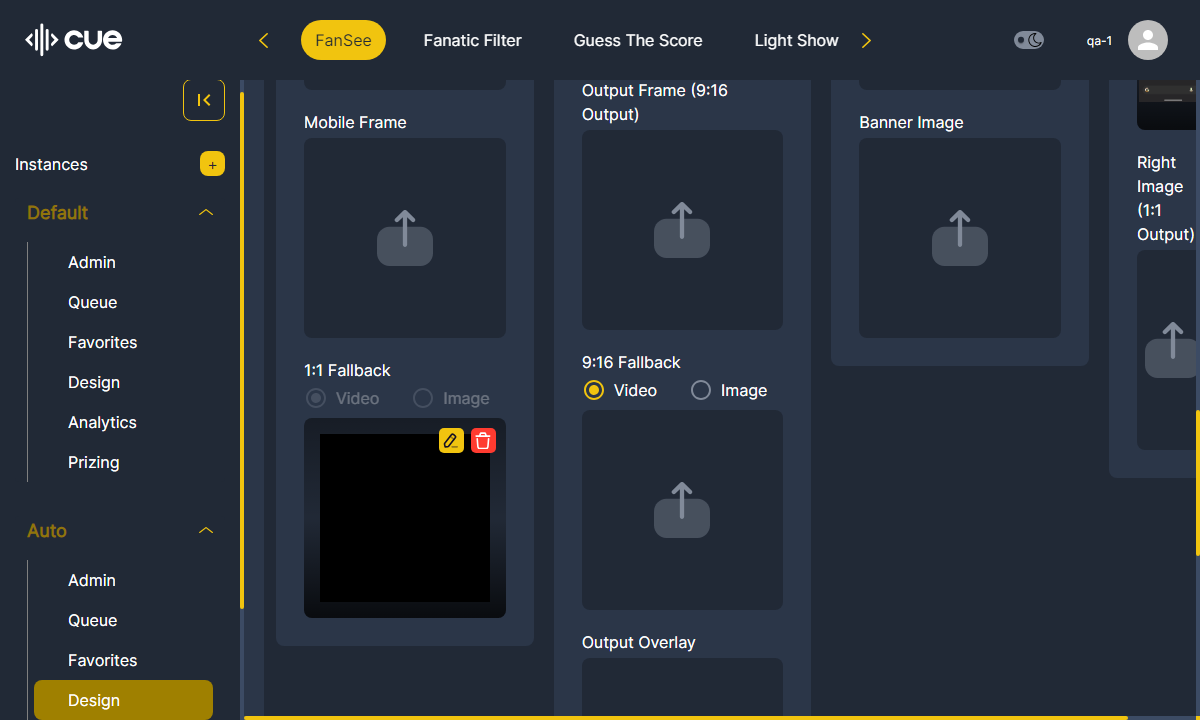 CUE
FanSee
Fanatic Filter
Guess The Score
Light Show
qa-1
Instances
+
Default
Admin
Queue
Favorites
Design
Analytics
Prizing
Auto
Admin
Queue
Favorites
Design
Mobile Frame
1:1 Fallback
Video
Image
Output Frame (9:16
Output)
9:16 Fallback
Video
Image
Output Overlay
Banner Image
Right
Image
(1:1
Output)